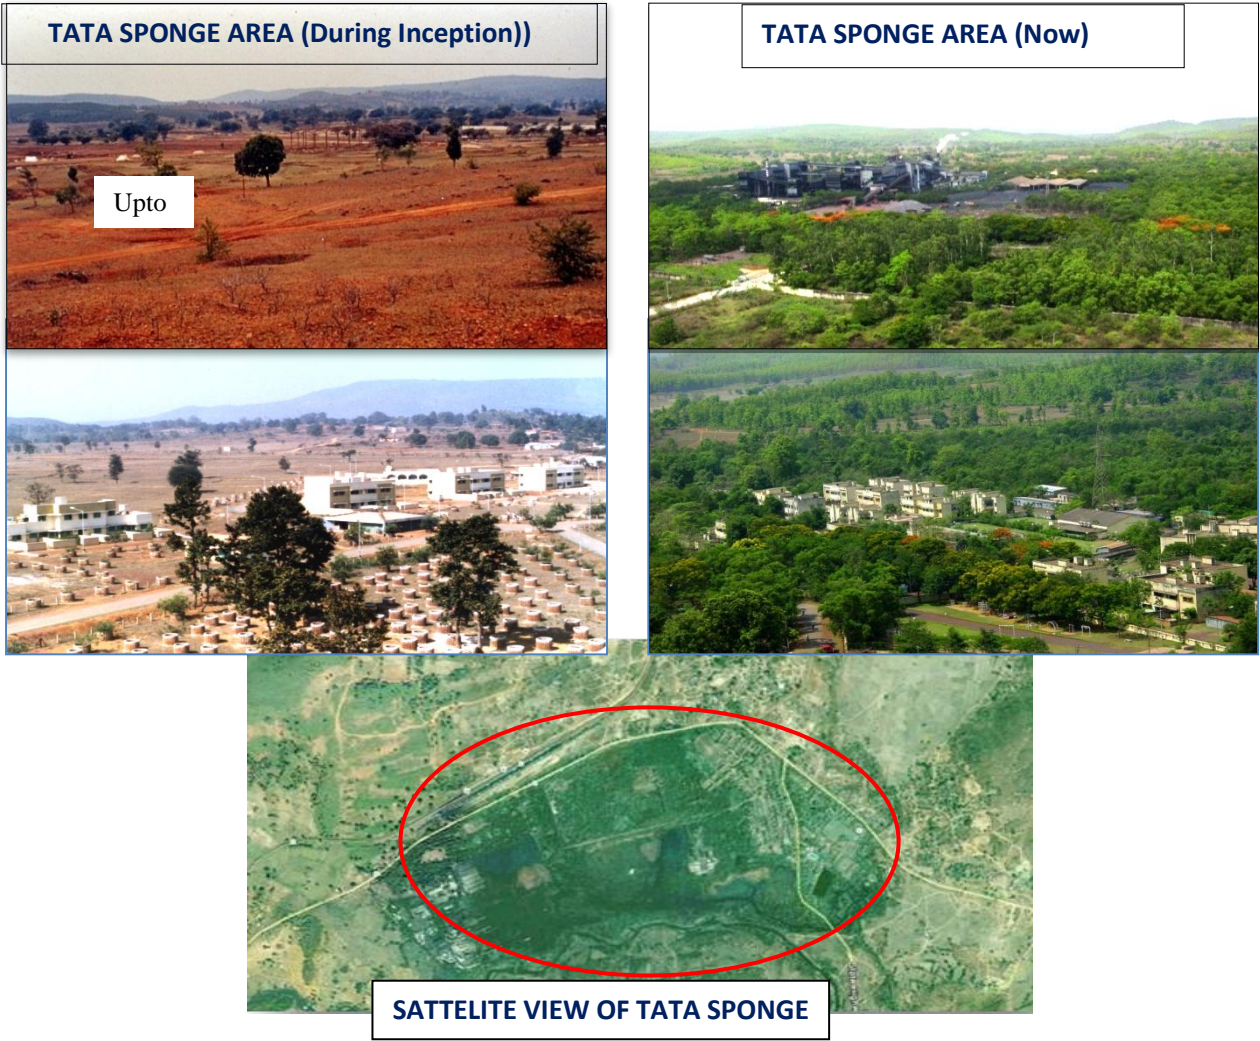 TATA SPONGE AREA (During Inception))
TATA SPONGE AREA (Now)
Upto
SATTELITE VIEW OF TATA SPONGE